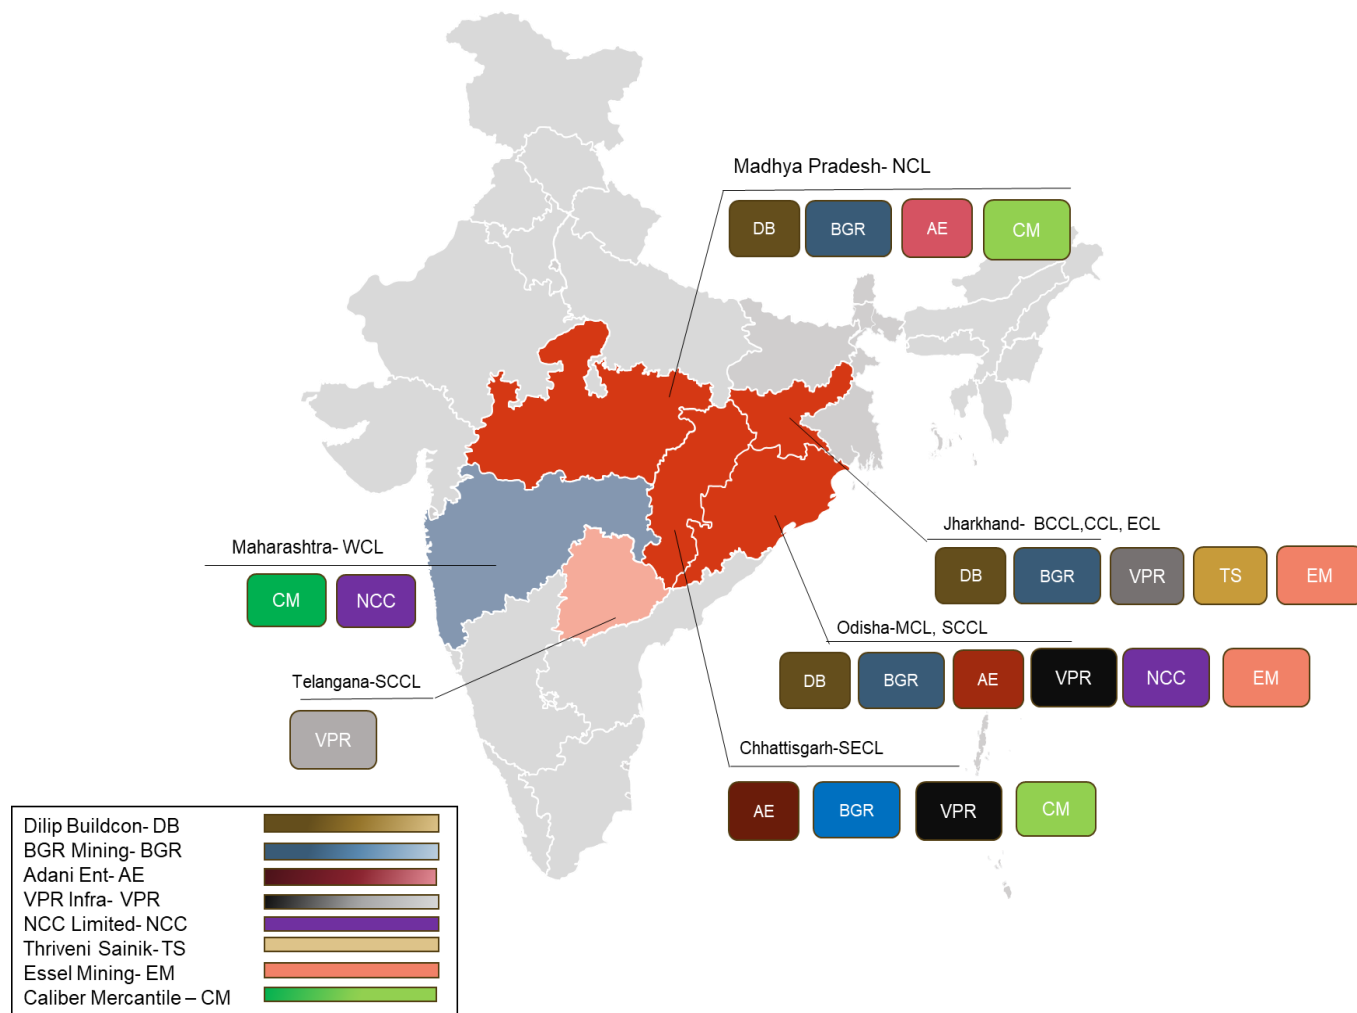 Madhya Pradesh- NCL
DB BGR AE CM
Jharkhand- BCCL,CCL, ECL
DB BGR VPR TS EM
Maharashtra- WCL
CM NCC
Odisha-MCL, SCCL
DB BGR AE VPR NCC EM
Telangana-SCCL
VPR
Chhattisgarh-SECL
AE BGR VPR CM
Dilip Buildcon- DB
BGR Mining- BGR
Adani Ent- AE
VPR Infra- VPR
NCC Limited- NCC
Thriveni Sainik- TS
Essel Mining- EM
Caliber Mercantile – CM